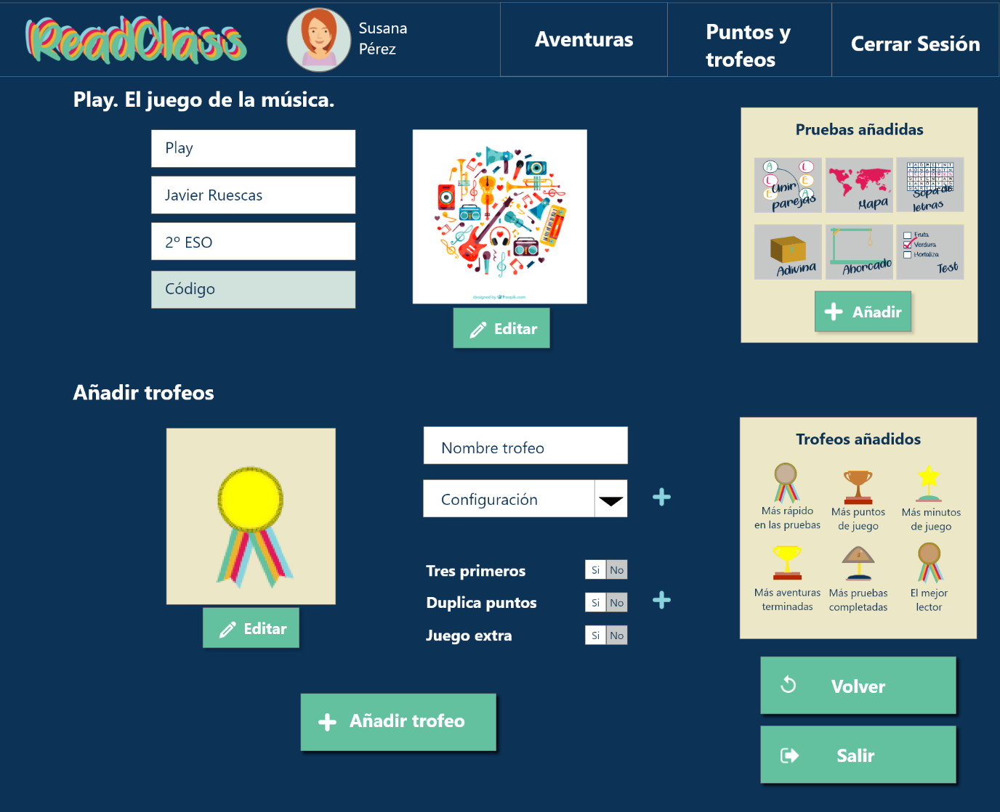 ReadClass
Susana
Pérez
Aventuras
Puntos y
trofeos
Cerrar Sesión
Play. El juego de la música.
Play
Javier Ruescas
2º ESO
Código
designed by freepik.com
Editar
Pruebas añadidas
A L
L E
E A
Unir
parejas
Mapa
LECTORES
Sopa de
letras
Adivina
Ahorcado
Fruta
Verdura
Hortaliza
Test
Añadir
Añadir trofeos
Editar
Nombre trofeo
Configuración
Tres primeros
Si No
Duplica puntos
Si No
Juego extra
Si No
Añadir trofeo
Trofeos añadidos
Más rápido
en las pruebas
Más puntos
de juego
Más minutos
de juego
Más aventuras
terminadas
2
Más pruebas
completadas
El mejor
lector
Volver
Salir